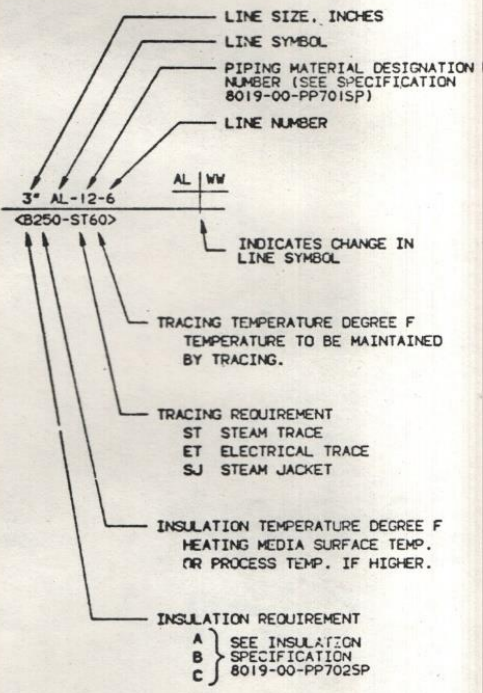 LINE SIZE, INCHES
LINE SYMBOL
PIPING MATERIAL DESIGNATION
NUMBER (SEE SPECIFICATION
8019-00-PP701SP)
LINE NUMBER
3" AL-12-6
<B250-ST60>
AL WW
INDICATES CHANGE IN
LINE SYMBOL
TRACING TEMPERATURE DEGREE F
TEMPERATURE TO BE MAINTAINED
BY TRACING.
TRACING REQUIREMENT
ST STEAM TRACE
ET ELECTRICAL TRACE
SJ STEAM JACKET
INSULATION TEMPERATURE DEGREE F
HEATING MEDIA SURFACE TEMP.
OR PROCESS TEMP. IF HIGHER.
INSULATION REQUIREMENT
A SEE INSULATION
B SPECIFICATION
C 8019-00-PP702SP